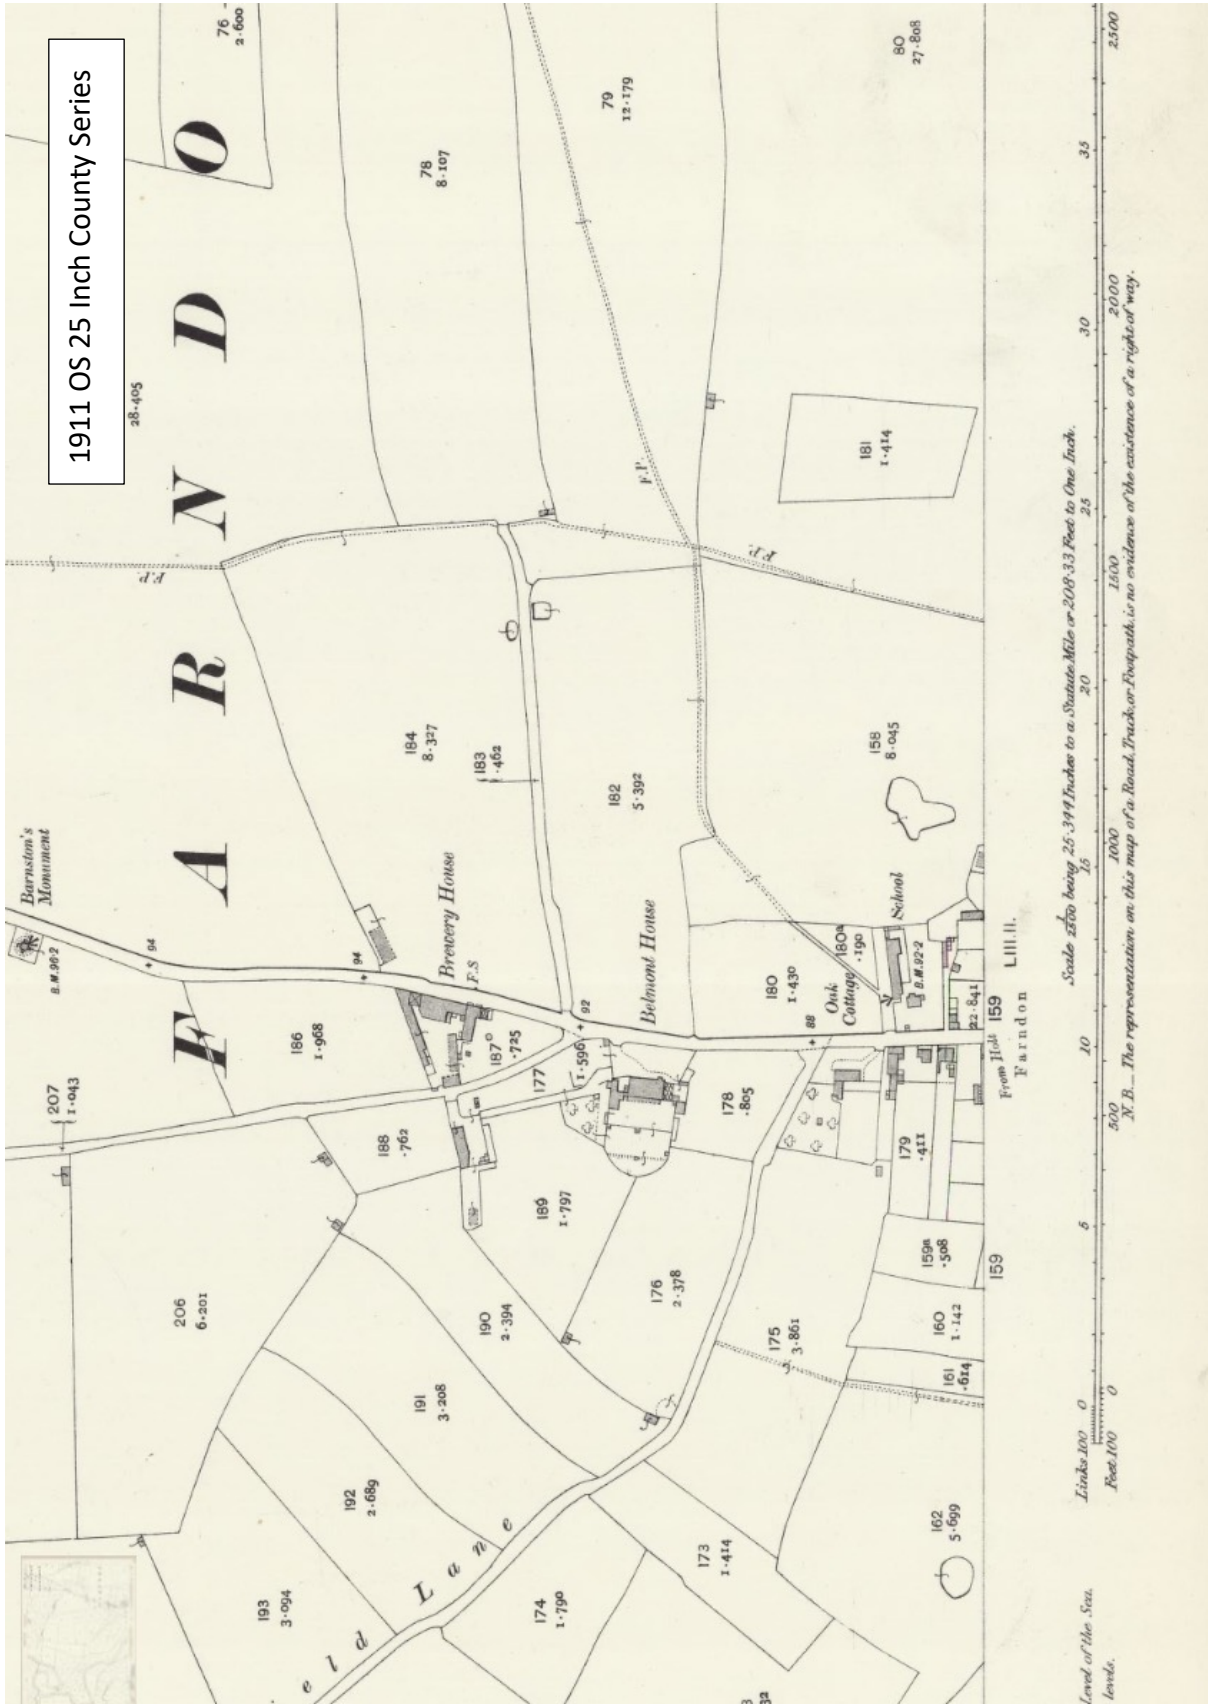 1911 OS 25 Inch County Series
76
2·600
28·405
FARNDO
Barnston's
Monument
B.M.96·2
94
94
F.P.
207
1·043
206
6·201
186
1·968
193
3·094
192
2·689
191
3·208
188
·762
78
8·107
184
8·327
Brewery House
F.S
187
·725
183
·462
190
2·394
eld Lane
189
1·797
177
1·596
92
174
1·790
79
12·179
182
5·392
F.P.
Belmont House
176
2·378
178
·805
173
1·414
F.P.
180
1·430
88
175
3·861
Oak
Cottage
180a
·190
181
1·414
158
8·045
School
B.M.92·2
80
27·808
179
·411
159a
·508
160
1·142
161
·614
162
5·699
22·841
159
159
From Holt
Farndon
LIII.11.
Scale 1/2500 being 25·344 Inches to a Statute Mile or 208·33 Feet to One Inch.
Links 100 0 5 10 15 20 25 30 35
Feet 100 0 500 1000 1500 2000 2500
N.B._ The representation on this map of a Road, Track, or Footpath, is no evidence of the existence of a right of way.
Level of the Sea.
levels.